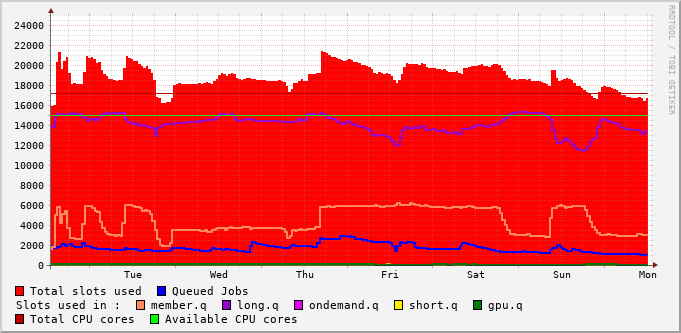 RRDTOOL / TOBI OETIKER
24000
22000
20000
18000
16000
14000
12000
10000
8000
6000
4000
2000
0
Tue Wed Thu Fri Sat Sun Mon
Total slots used Queued Jobs
Slots used in : member.q long.q ondemand.q short.q gpu.q
Total CPU cores Available CPU cores